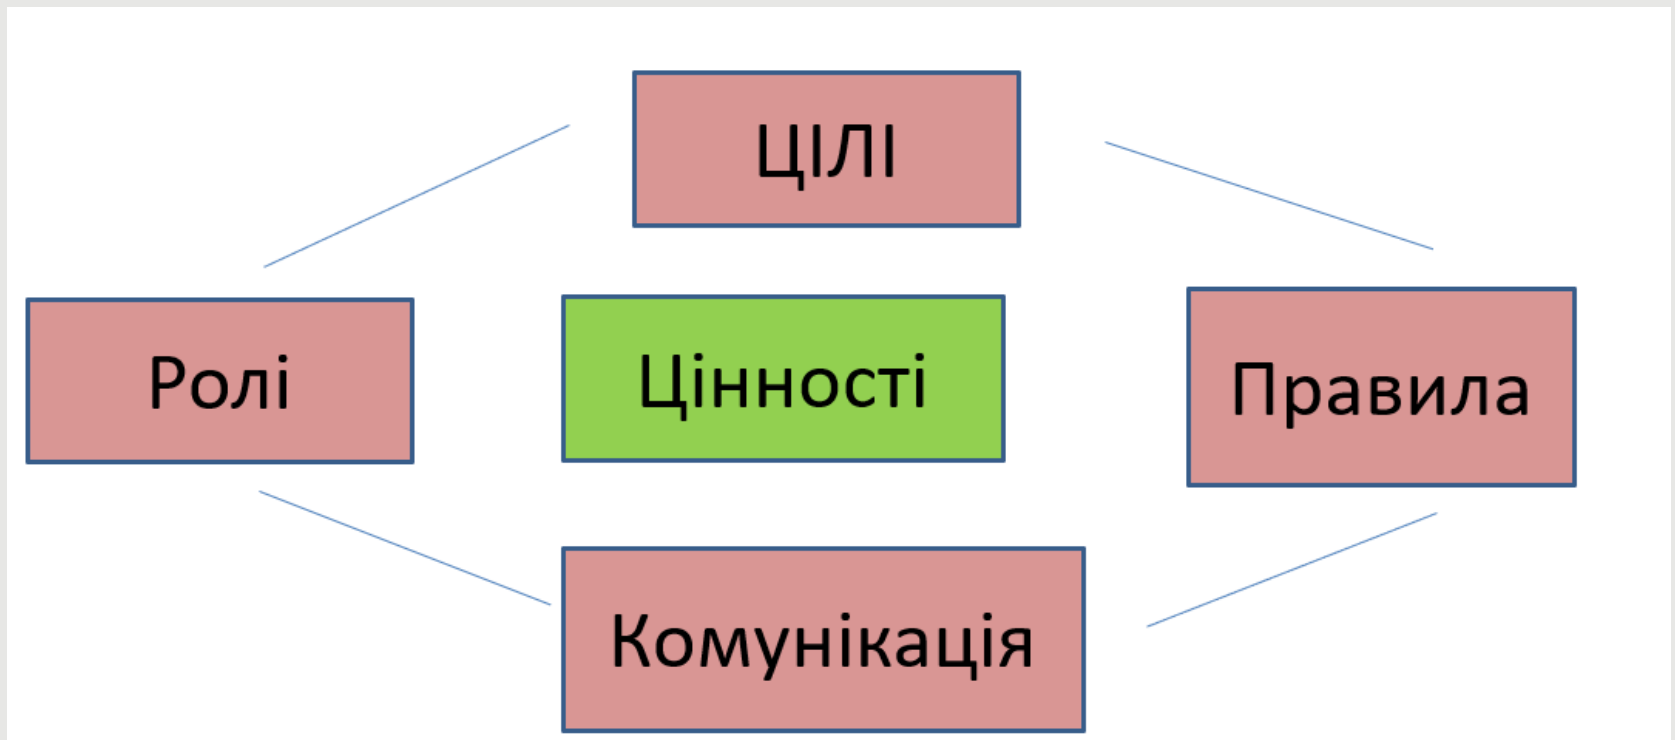 ЦІЛІ
Ролі
Цінності
Правила
Комунікація